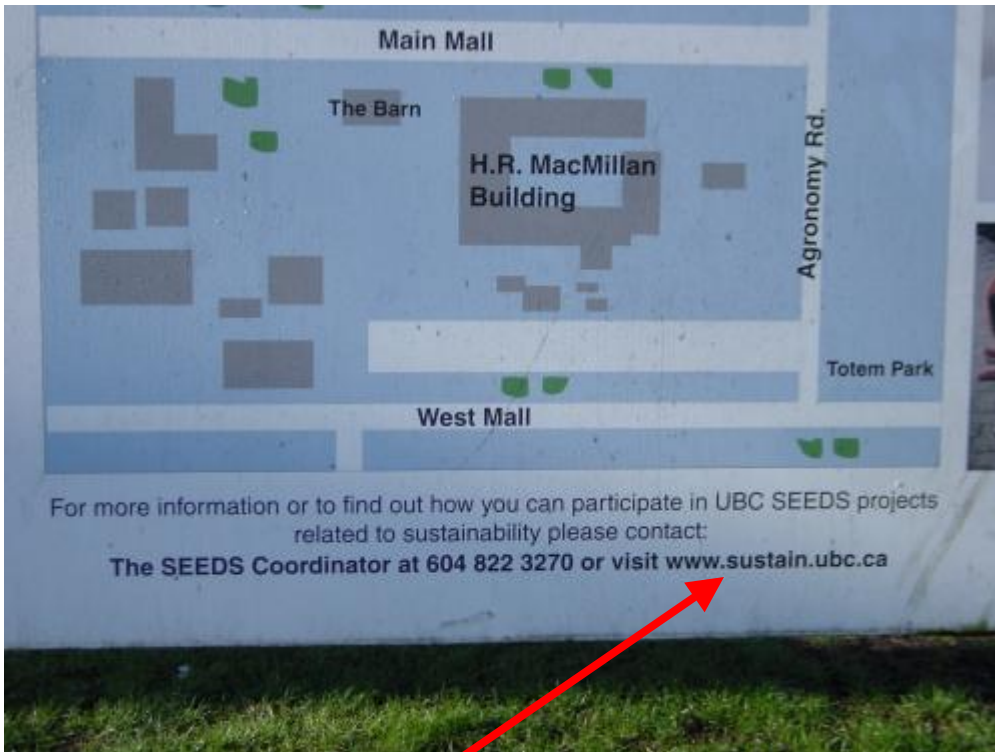 Main Mall
The Barn
H.R. MacMillan
Building
Agronomy Rd.
Totem Park
West Mall
For more information or to find out how you can participate in UBC SEEDS projects
related to sustainability please contact:
The SEEDS Coordinator at 604 822 3270 or visit www.sustain.ubc.ca